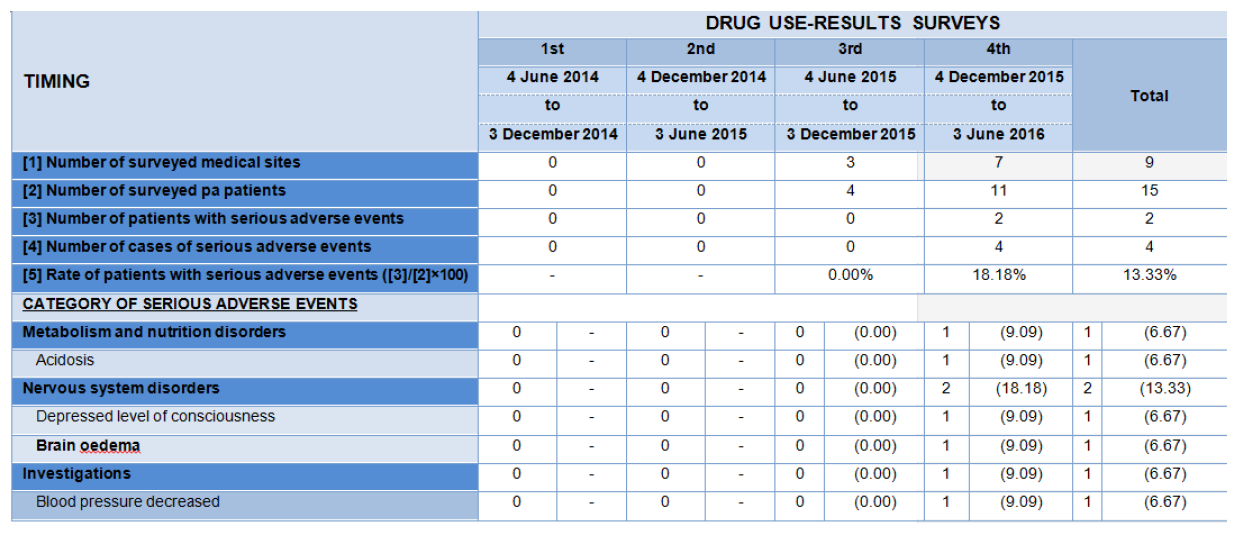 DRUG USE-RESULTS SURVEYS
TIMING
1st 2nd 3rd 4th Total
4 June 2014 4 December 2014 4 June 2015 4 December 2015
to to to to
3 December 2014 3 June 2015 3 December 2015 3 June 2016
[1] Number of surveyed medical sites 0 0 3 7 9
[2] Number of surveyed pa patients 0 0 4 11 15
[3] Number of patients with serious adverse events 0 0 0 2 2
[4] Number of cases of serious adverse events 0 0 0 4 4
[5] Rate of patients with serious adverse events ([3]/[2]×100) - - 0.00% 18.18% 13.33%
CATEGORY OF SERIOUS ADVERSE EVENTS
Metabolism and nutrition disorders 0 - 0 - 0 (0.00) 1 (9.09) 1 (6.67)
Acidosis 0 - 0 - 0 (0.00) 1 (9.09) 1 (6.67)
Nervous system disorders 0 - 0 - 0 (0.00) 2 (18.18) 2 (13.33)
Depressed level of consciousness 0 - 0 - 0 (0.00) 1 (9.09) 1 (6.67)
Brain oedema 0 - 0 - 0 (0.00) 1 (9.09) 1 (6.67)
Investigations 0 - 0 - 0 (0.00) 1 (9.09) 1 (6.67)
Blood pressure decreased 0 - 0 - 0 (0.00) 1 (9.09) 1 (6.67)